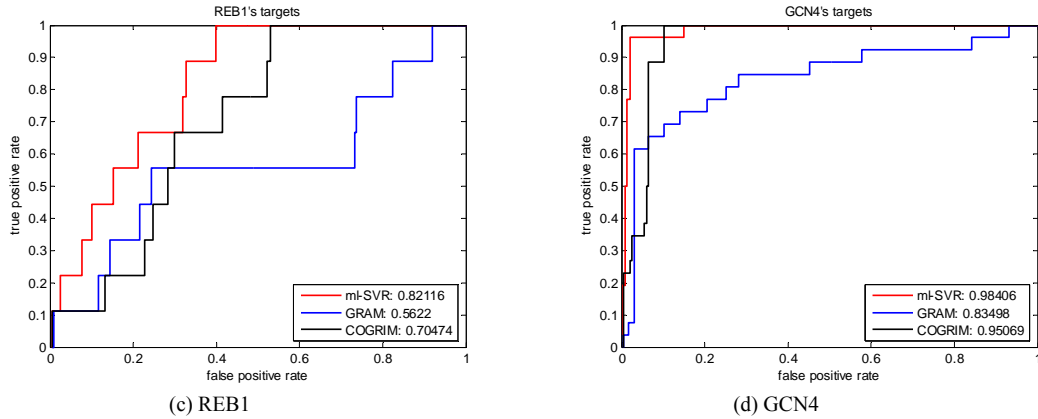 REB1's targets
1
0.9
0.8
0.7
0.6
0.5
0.4
0.3
0.2
0.1
0
true positive rate
0
0.2
0.4
0.6
0.8
1
false positive rate
ml-SVR: 0.82116
GRAM: 0.5622
COGRIM: 0.70474
(c) REB1
GCN4's targets
1
0.9
0.8
0.7
0.6
0.5
0.4
0.3
0.2
0.1
0
true positive rate
0
0.2
0.4
0.6
0.8
1
false positive rate
ml-SVR: 0.98406
GRAM: 0.83498
COGRIM: 0.95069
(d) GCN4